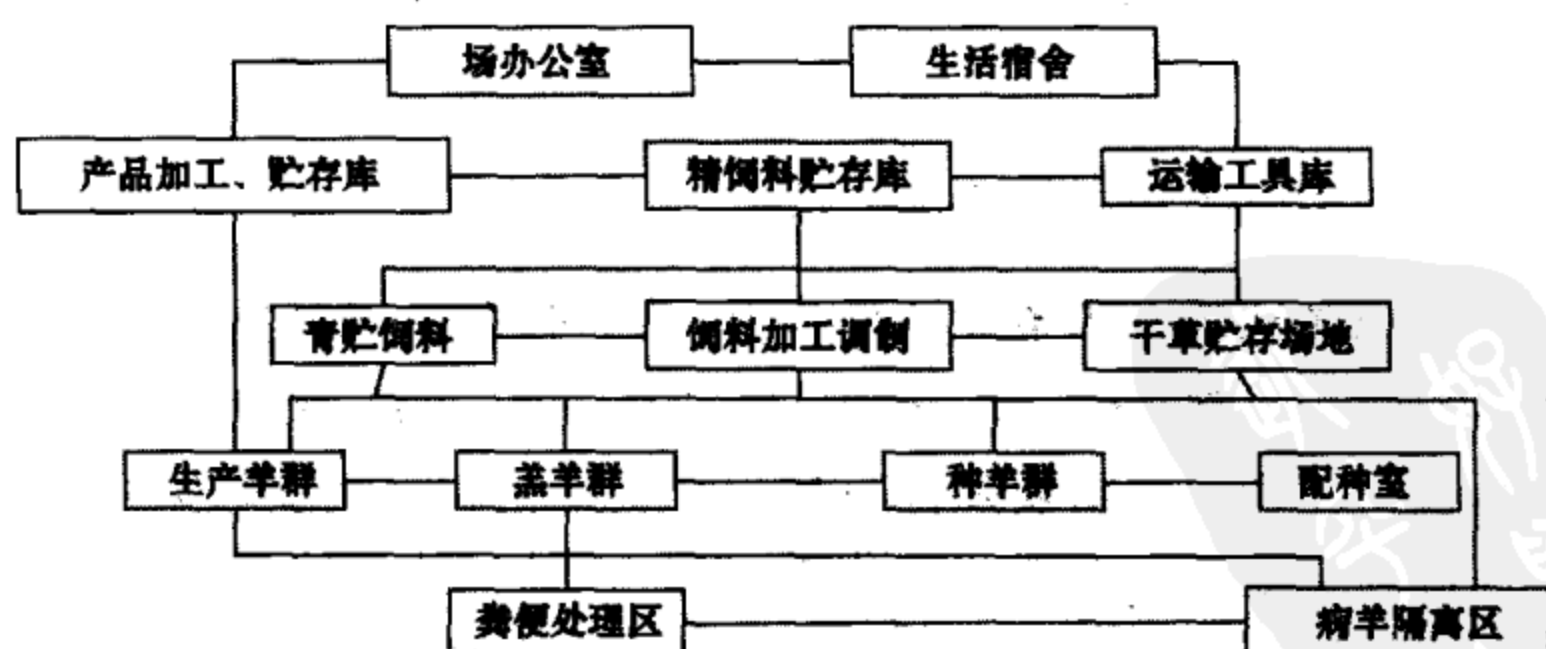 场办公室
生活宿舍
产品加工、贮存库
精饲料贮存库
运输工具库
青贮饲料
饲料加工调制
干草贮存场地
生产羊群
羔羊群
种羊群
配种室
粪便处理区
病羊隔离区